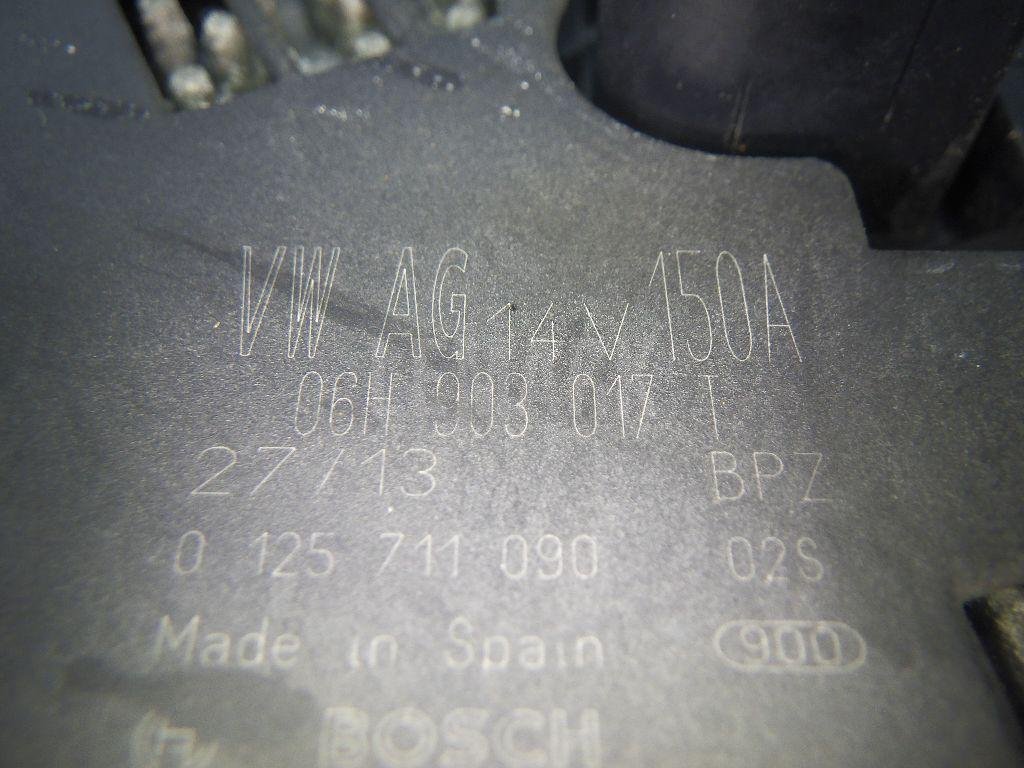 VW AG 14V 150A
06H 903 017 T
27/13 BPZ
0 125 711 090 02S
Made in Spain 900
BOSCH